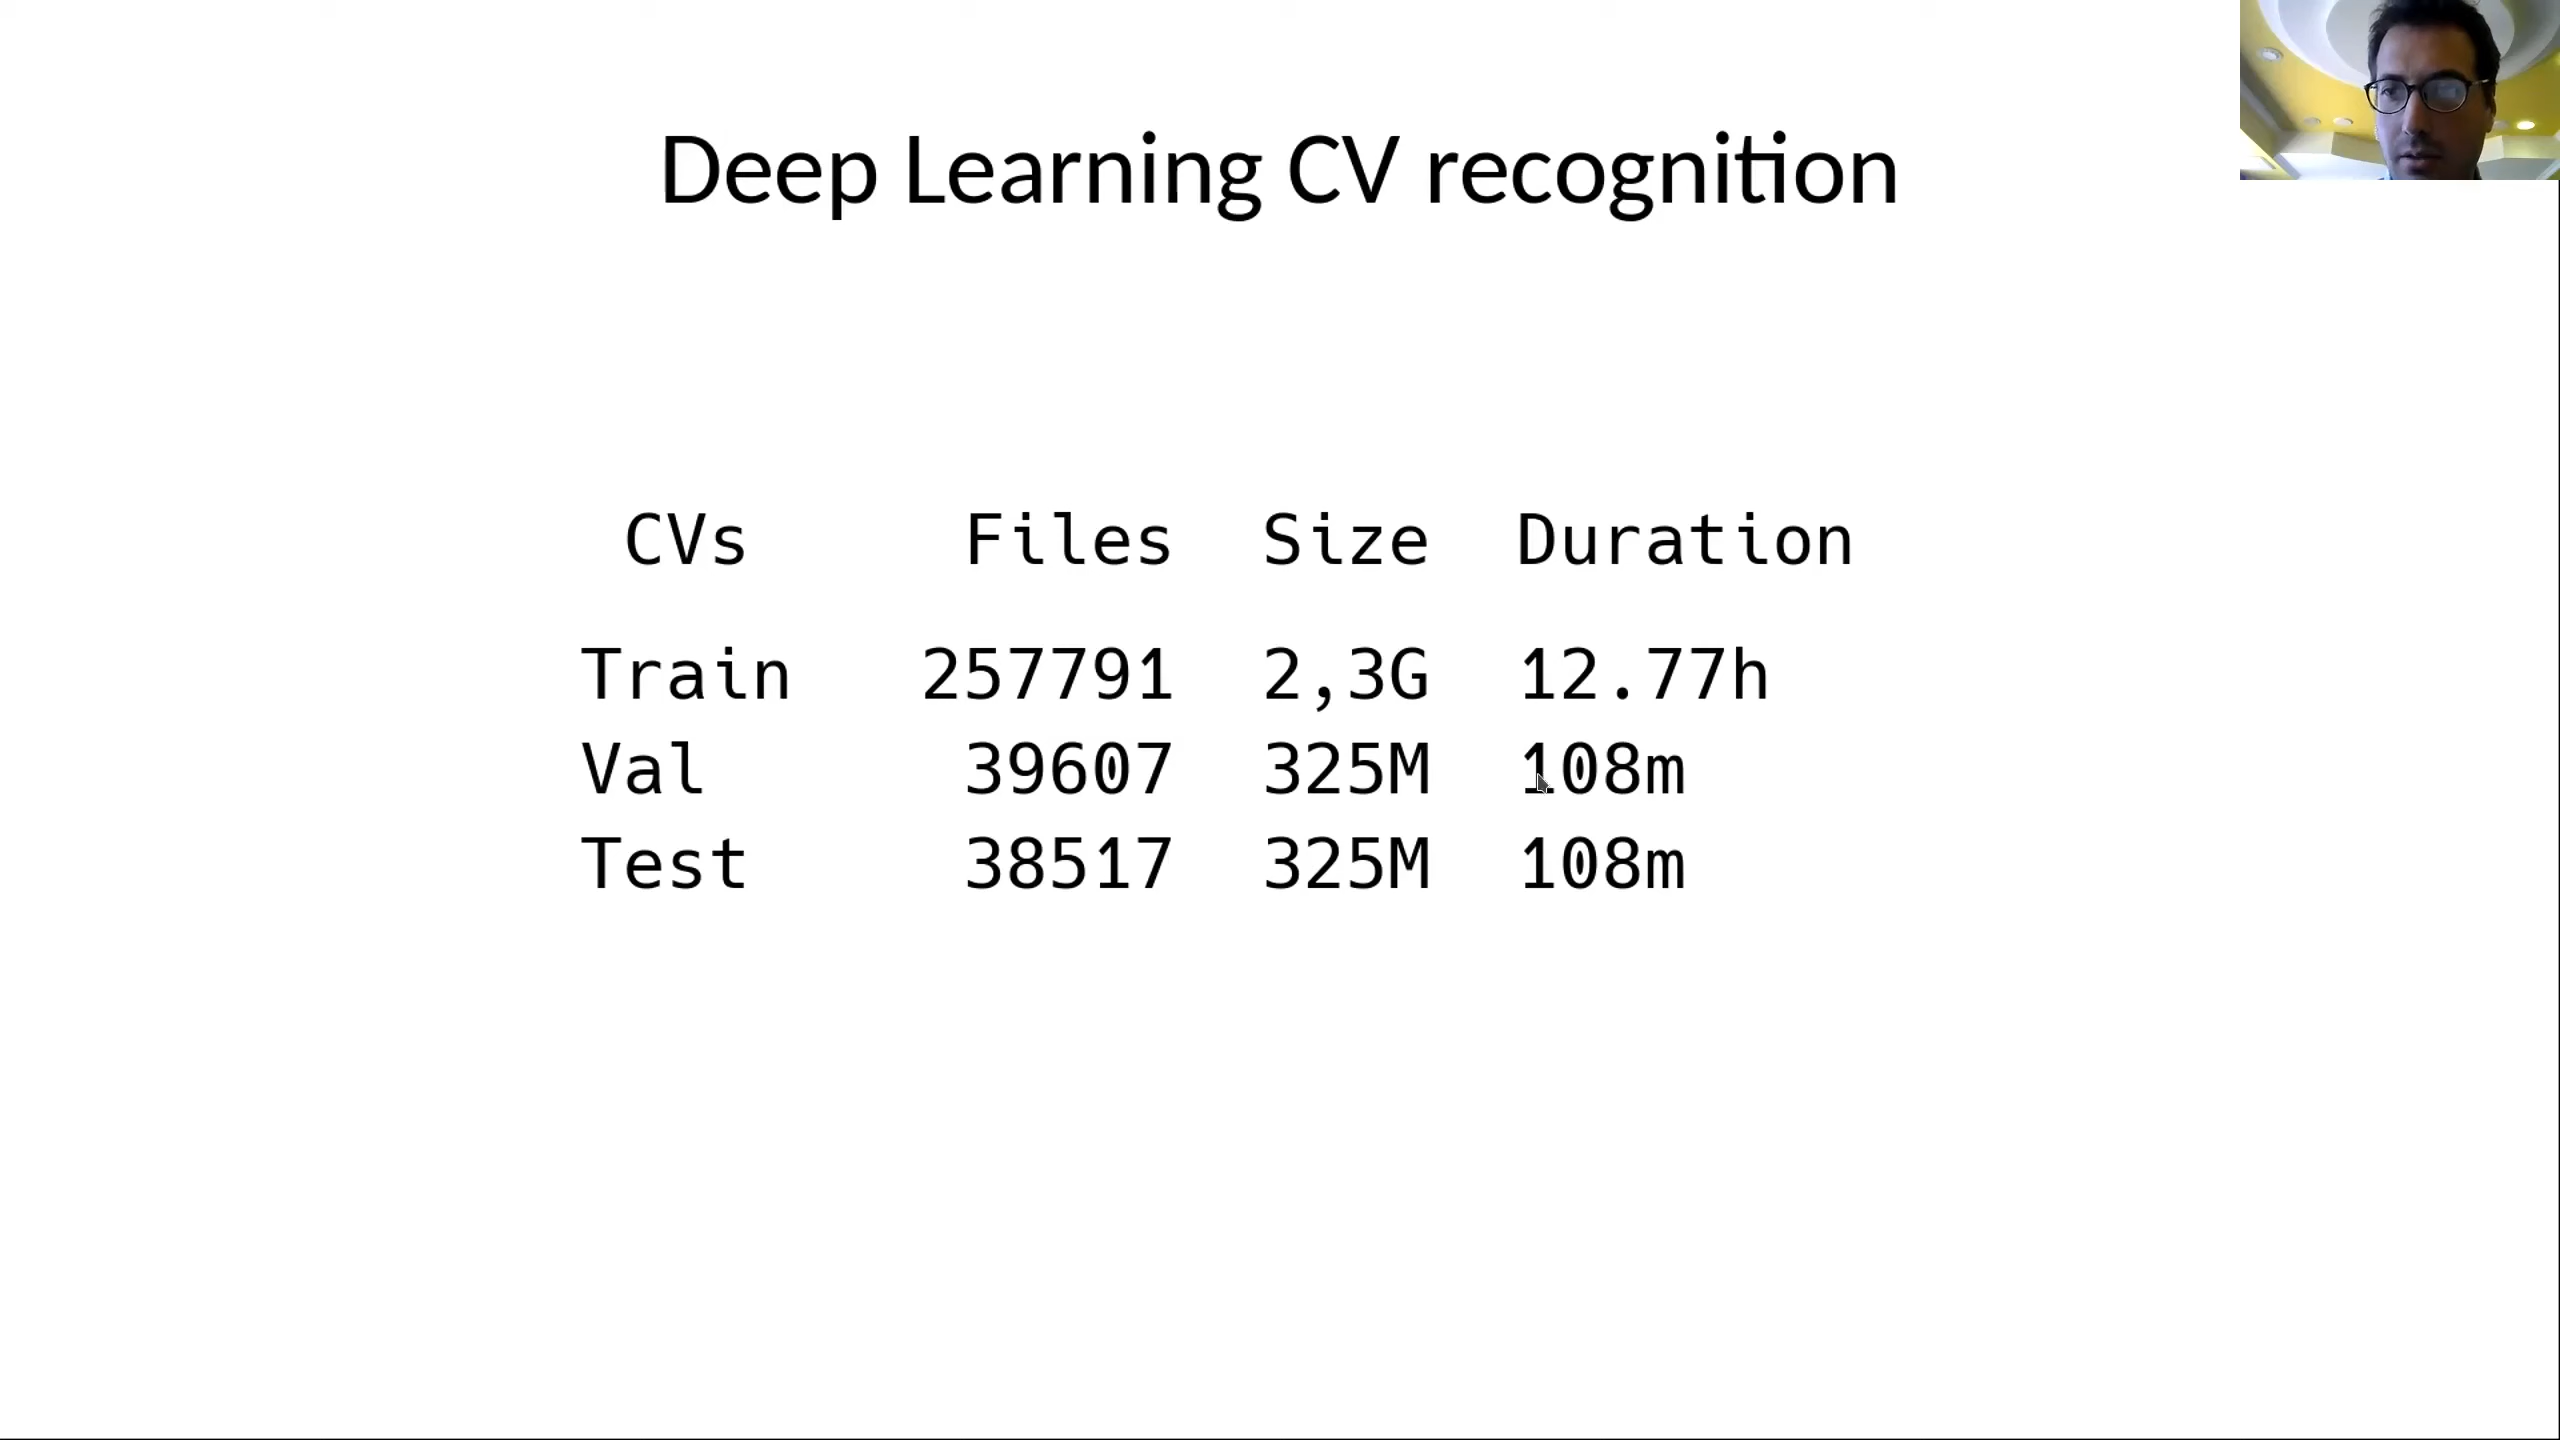 Deep Learning CV recognition
CVs Files Size Duration
Train 257791 2,3G 12.77h
Val 39607 325M 108m
Test 38517 325M 108m